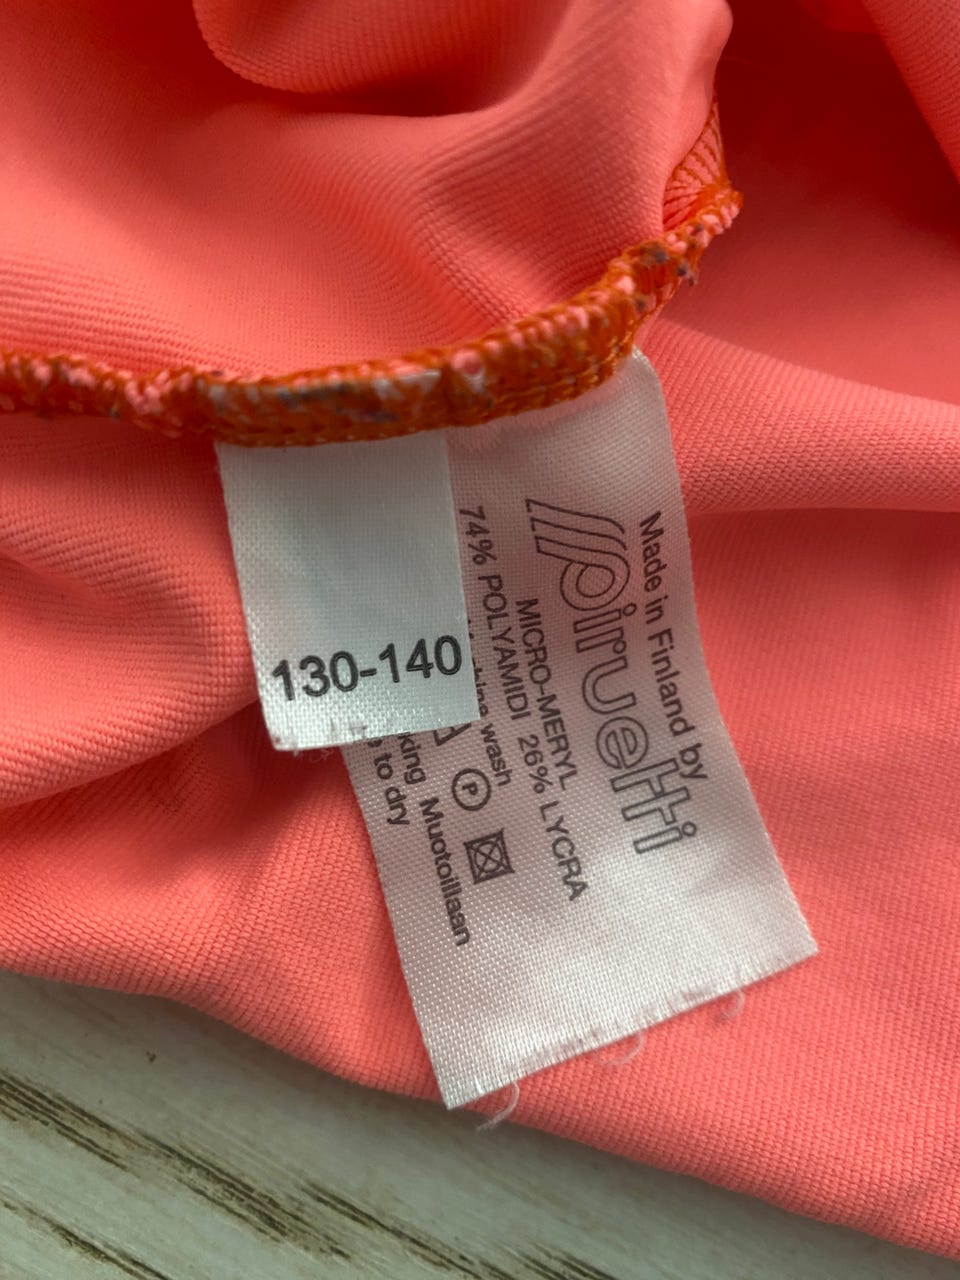 130-140
Made in Finland by
piruetti
MICRO-MERYL
74% POLYAMIDI 26% LYCRA
wash
P
Muotoillaan
to dry